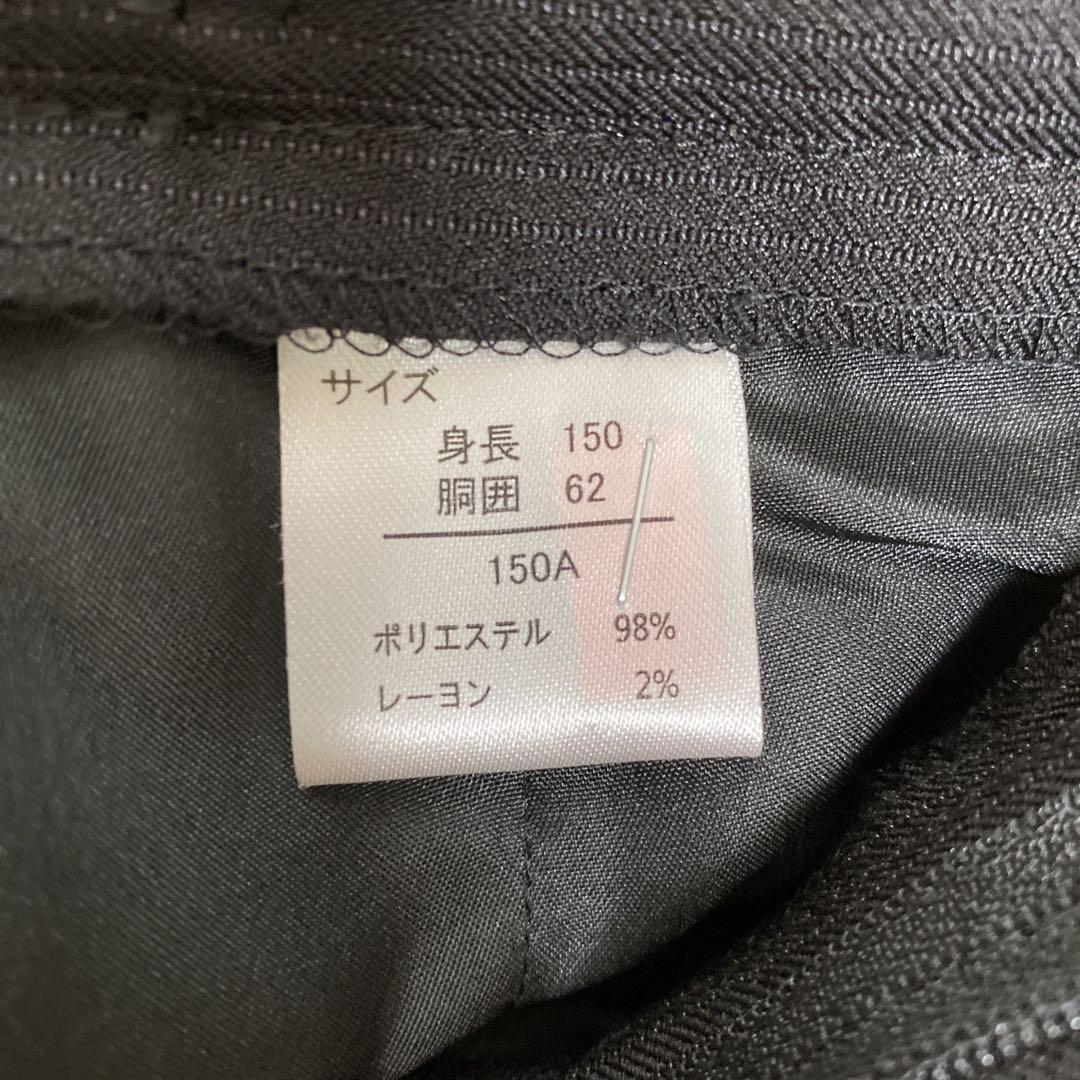 サイズ
身長 150
胴囲 62
150A
ポリエステル 98%
レーヨン 2%